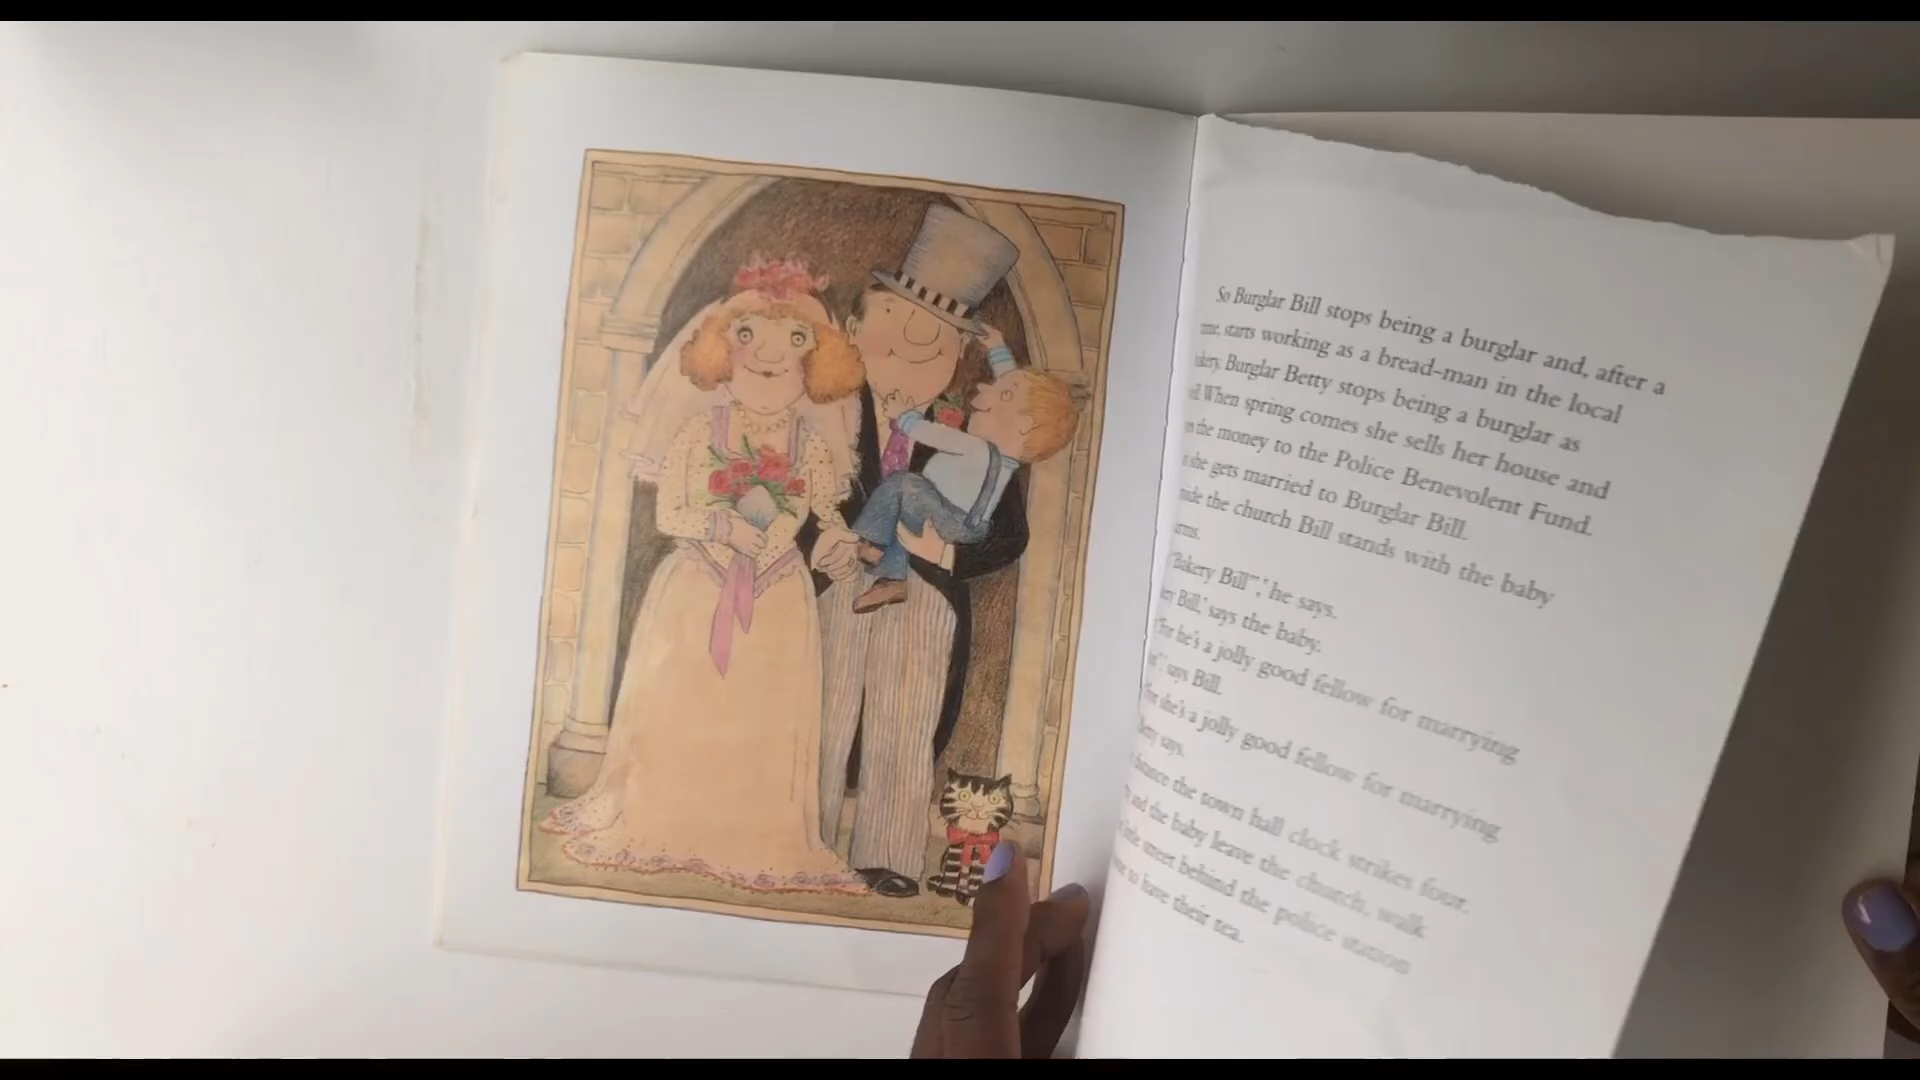 So Burglar Bill stops being a burglar and, after a
starts working as a bread-man in the local
Burglar Betty stops being a burglar as
When spring comes she sells her house and
the money to the Police Benevolent Fund.
she gets married to Burglar Bill.
the church Bill stands with the baby
arms.
'"Bakery Bill",' he says.
Bill,' says the baby.
'"For he's a jolly good fellow for marrying
says Bill.
'"For she's a jolly good fellow for marrying
Betty says.
the town hall clock strikes four.
and the baby leave the church, walk
little street behind the police station
to have their tea.